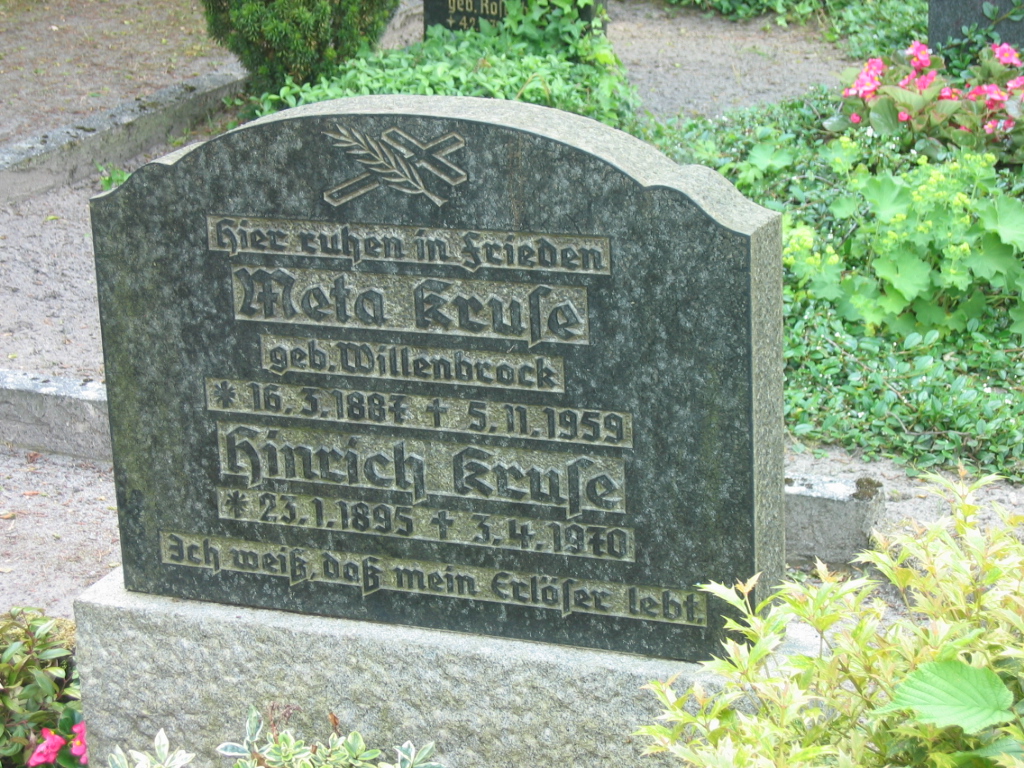 Hier ruhen in Frieden
Meta Kruse
geb. Willenbrock
* 16.3.1887 ✝ 5.11.1959
Hinrich Kruse
* 23.1.1895 ✝ 3.4.1970
Ich weiß, daß mein Erlöser lebt.
geb.